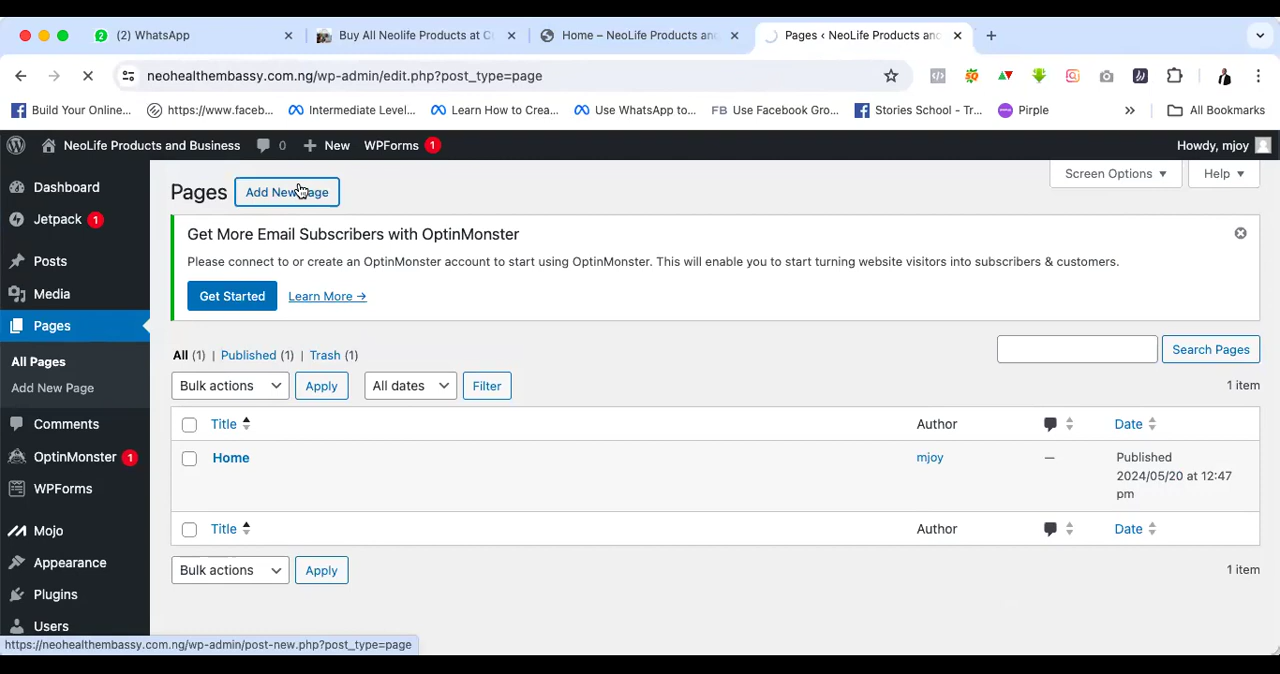 (2) WhatsApp
Buy All Neolife Products at C
Home – NeoLife Products an
Pages ‹ NeoLife Products and
neohealthembassy.com.ng/wp-admin/edit.php?post_type=page
Build Your Online...
https://www.faceb...
Intermediate Level...
Learn How to Crea...
Use WhatsApp to...
FB Use Facebook Gro...
Stories School - Tr...
Pirple
»
All Bookmarks
NeoLife Products and Business
0
+ New
WPForms 1
Howdy, mjoy
Dashboard
Jetpack 1
Posts
Media
Pages
All Pages
Add New Page
Comments
OptinMonster 1
WPForms
Mojo
Appearance
Plugins
Users
Pages
Add New Page
Screen Options
Help
Get More Email Subscribers with OptinMonster
Please connect to or create an OptinMonster account to start using OptinMonster. This will enable you to start turning website visitors into subscribers & customers.
Get Started
Learn More →
All (1) | Published (1) | Trash (1)
Search Pages
Bulk actions
Apply
All dates
Filter
1 item
Title
Author
Date
Home
mjoy
—
Published
2024/05/20 at 12:47
pm
Title
Author
Date
Bulk actions
Apply
1 item
https://neohealthembassy.com.ng/wp-admin/post-new.php?post_type=page